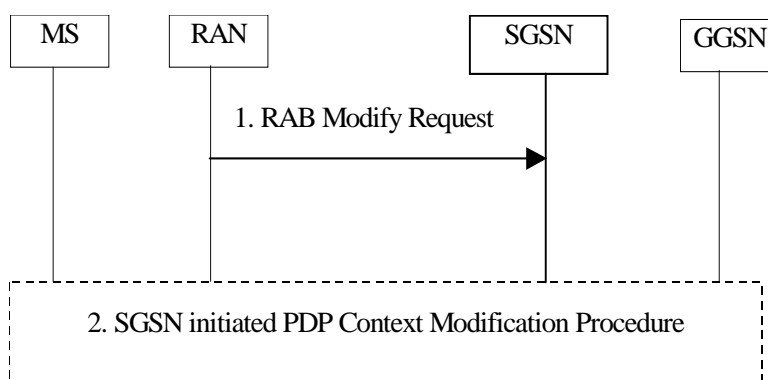 MS
RAN
SGSN
GGSN
1. RAB Modify Request
2. SGSN initiated PDP Context Modification Procedure